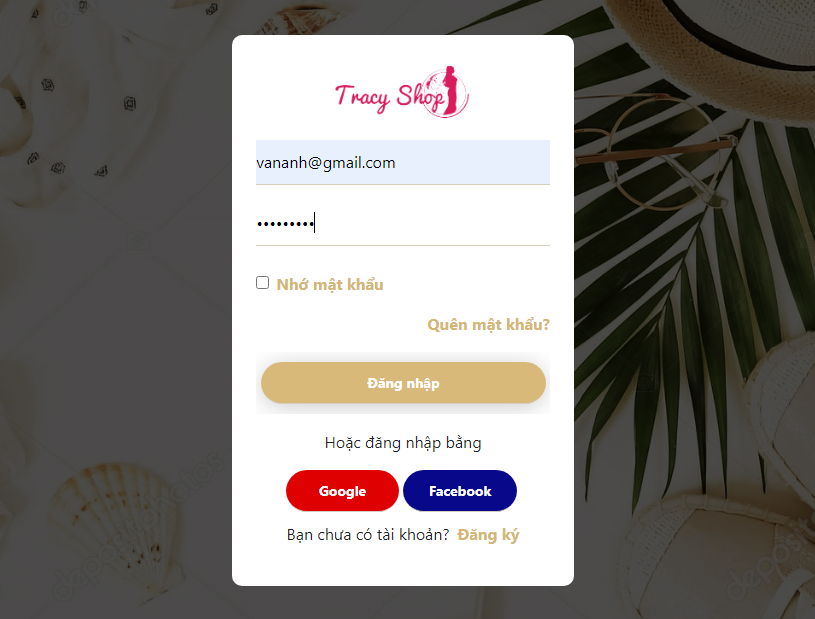 Tracy Shop
vananh@gmail.com
•••••••••
Nhớ mật khẩu
Quên mật khẩu?
Đăng nhập
Hoặc đăng nhập bằng
Google
Facebook
Bạn chưa có tài khoản? Đăng ký